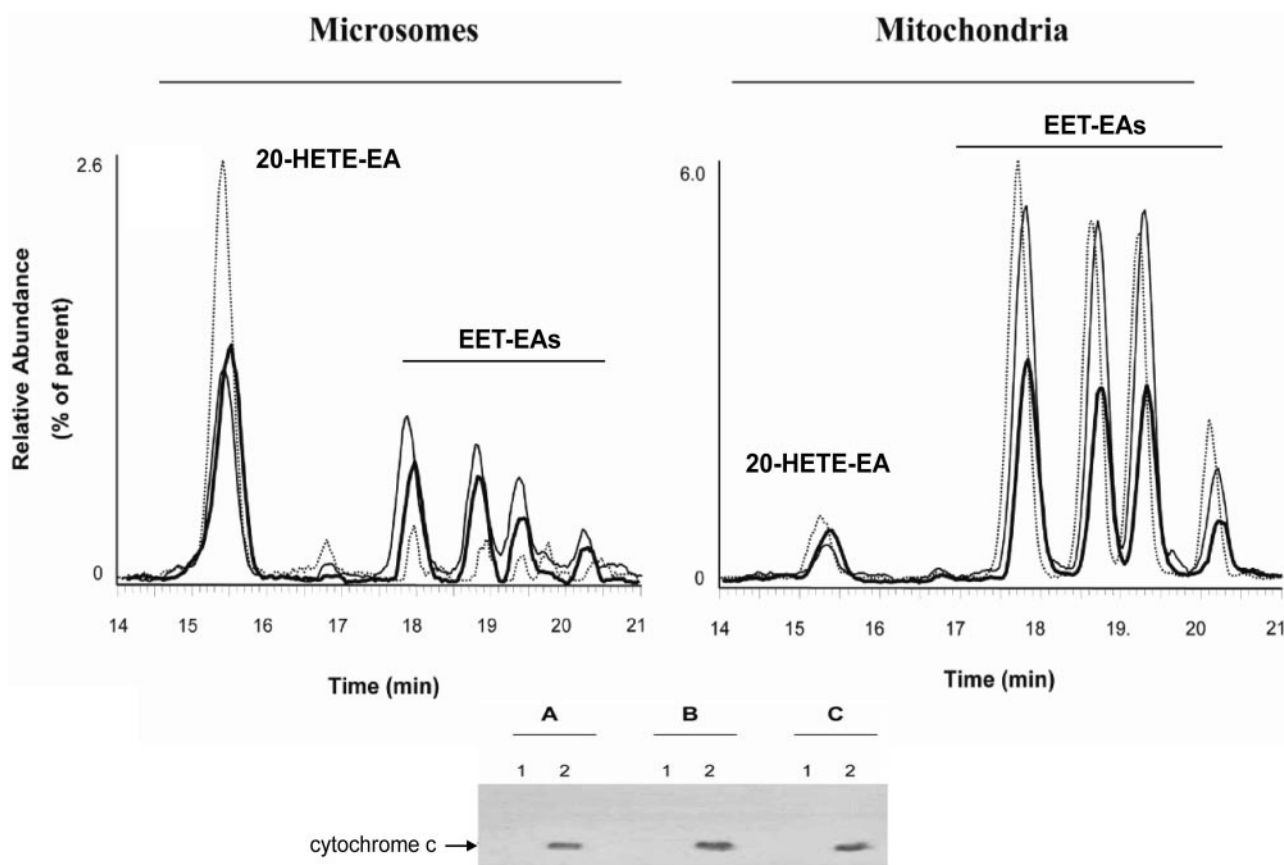 Microsomes
Mitochondria
2.6
20-HETE-EA
EET-EAs
Relative Abundance
(% of parent)
0
14 15 16 17 18 19 20 21
Time (min)
EET-EAs
6.0
20-HETE-EA
0
14 15 16 17 18 19. 20 21
Time (min)
A B C
1 2 1 2 1 2
cytochrome c